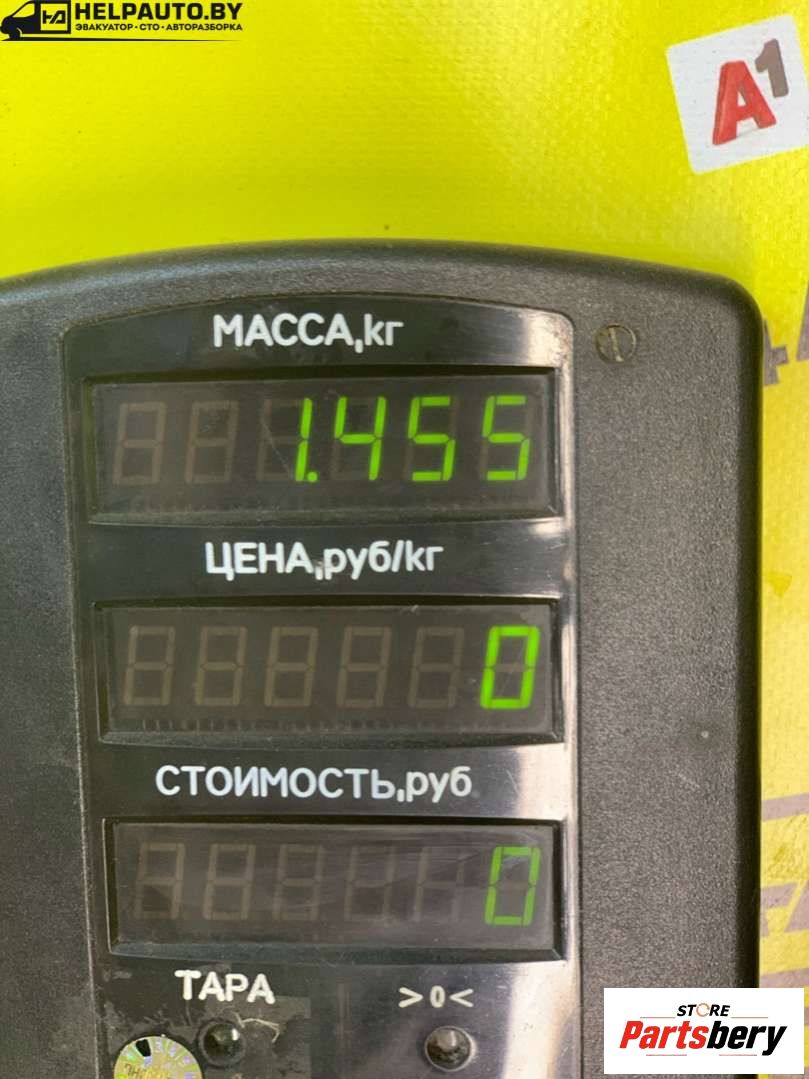 HELPAUTO.BY
ЭВАКУАТОР · СТО · АВТОРАЗБОРКА
A1
МАССА,кг
1.455
ЦЕНА,руб/кг
0
СТОИМОСТЬ,руб
0
ТАРА
>0<
STORE
Partsbery